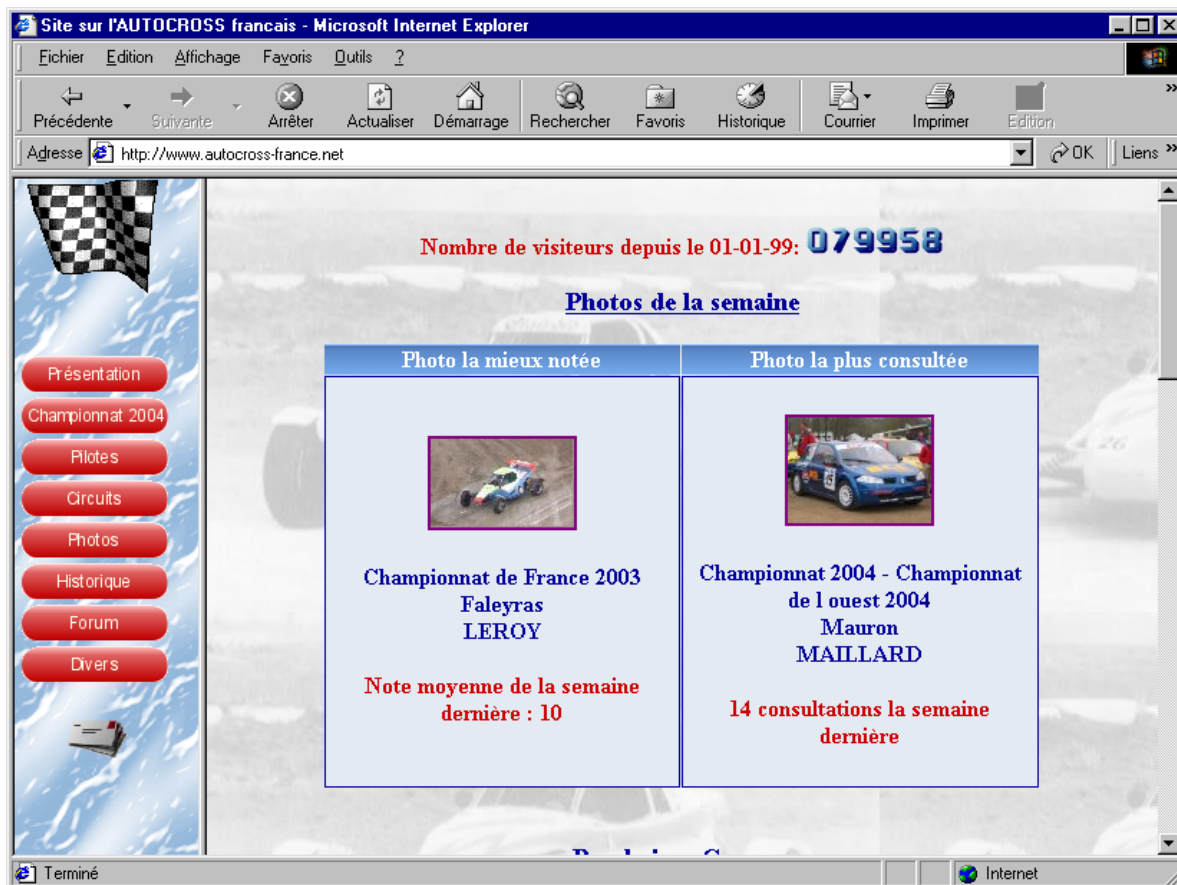 Site sur l'AUTOCROSS francais - Microsoft Internet Explorer
Fichier Edition Affichage Favoris Outils ?
Précédente Suivante Arrêter Actualiser Démarrage Rechercher Favoris Historique Courrier Imprimer Edition
Adresse http://www.autocross-france.net OK Liens
Présentation
Championnat 2004
Pilotes
Circuits
Photos
Historique
Forum
Divers
Nombre de visiteurs depuis le 01-01-99: 079958
Photos de la semaine
Photo la mieux notée
Championnat de France 2003
Faleyras
LEROY
Note moyenne de la semaine
dernière : 10
Photo la plus consultée
Championnat 2004 - Championnat
de l ouest 2004
Mauron
MAILLARD
14 consultations la semaine
dernière
Terminé Internet